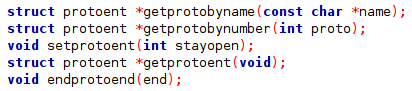 struct protoent *getprotobyname(const char *name);
struct protoent *getprotobynumber(int proto);
void setprotoent(int stayopen);
struct protoent *getprotoent(void);
void endprotoend(end);